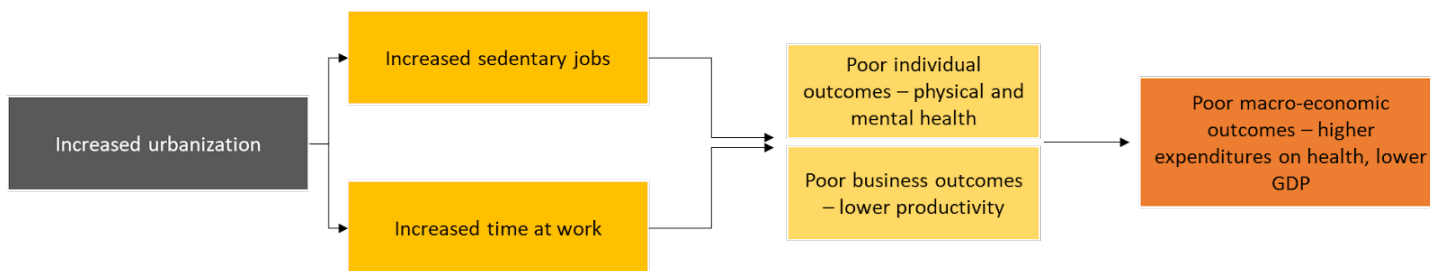 Increased urbanization
Increased sedentary jobs
Increased time at work
Poor individual
outcomes – physical and
mental health
Poor business outcomes
– lower productivity
Poor macro-economic
outcomes – higher
expenditures on health, lower
GDP